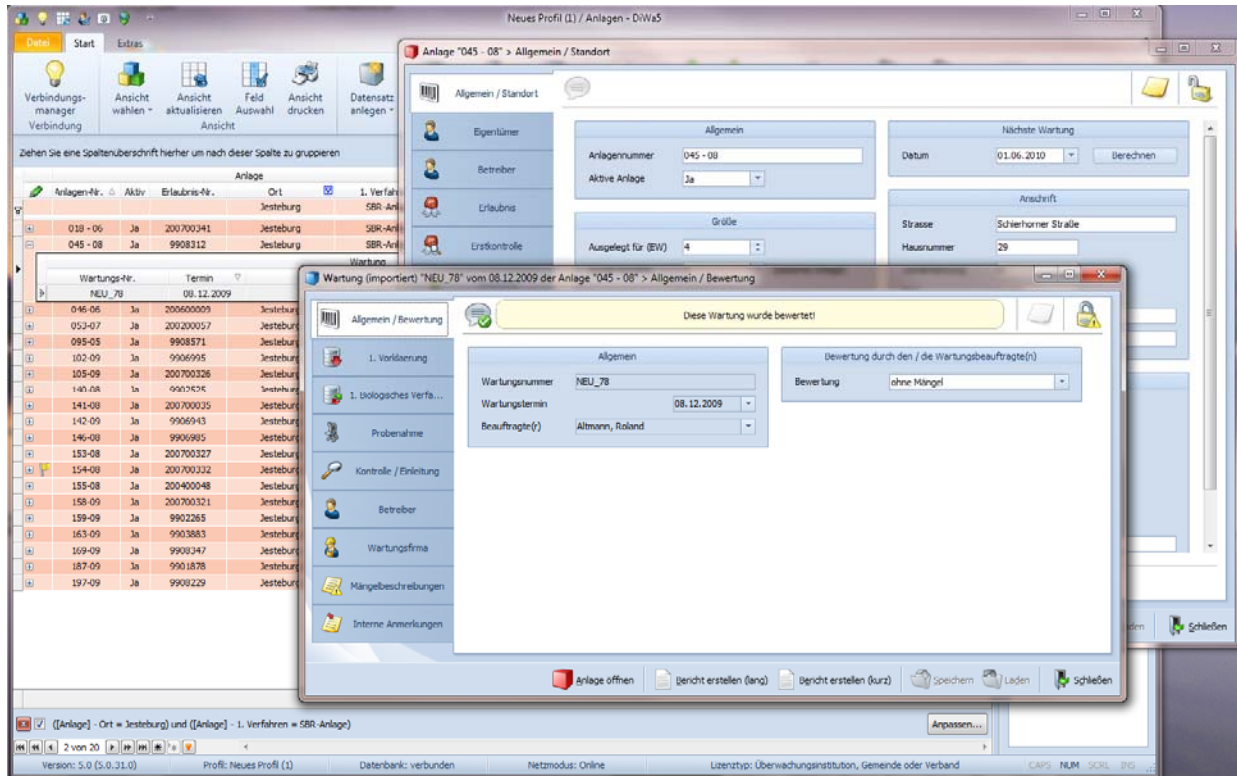 Neues Profil (1) / Anlagen - DiWa5
Datei Start Extras
Verbindungs-manager
Ansicht wählen
Ansicht aktualisieren
Feld Auswahl
Ansicht drucken
Datensatz anlegen
Verbindung
Ansicht
Ziehen Sie eine Spaltenüberschrift hierher um nach dieser Spalte zu gruppieren
Anlage
Anlagen-Nr. Aktiv Erlaubnis-Nr. Ort 1. Verfahr
Jesteburg SBR-Anl
018 - 06 Ja 200700341 Jesteburg SBR-Anl
045 - 08 Ja 9908312 Jesteburg SBR-Anl
Wartung
Wartungs-Nr. Termin
NEU_78 08.12.2009
046-06 Ja 200600009 Jesteburg
053-07 Ja 200200057 Jesteburg
095-05 Ja 9908571 Jesteburg
102-09 Ja 9906995 Jesteburg
105-09 Ja 200700326 Jesteburg
140-08 Ja 9902525 Jesteburg
141-08 Ja 200700035 Jesteburg
142-09 Ja 9906943 Jesteburg
146-08 Ja 9906985 Jesteburg
153-08 Ja 200700327 Jesteburg
154-08 Ja 200700332 Jesteburg
155-08 Ja 200400048 Jesteburg
158-09 Ja 200700321 Jesteburg
159-09 Ja 9902265 Jesteburg
163-09 Ja 9903883 Jesteburg
169-09 Ja 9908347 Jesteburg
187-09 Ja 9901878 Jesteburg
197-09 Ja 9908229 Jesteburg
Anlage "045 - 08" > Allgemein / Standort
Allgemein / Standort
Eigentümer
Betreiber
Erlaubnis
Erstkontrolle
Allgemein
Anlagennummer 045 - 08
Aktive Anlage Ja
Größe
Ausgelegt für (EW) 4
Nächste Wartung
Datum 01.06.2010 Berechnen
Anschrift
Strasse Schierhorner Straße
Hausnummer 29
Schließen
Wartung (importiert) "NEU_78" vom 08.12.2009 der Anlage "045 - 08" > Allgemein / Bewertung
Allgemein / Bewertung
1. Vorklaerung
1. Biologisches Verfa...
Probenahme
Kontrolle / Einleitung
Betreiber
Wartungsfirma
Mängelbeschreibungen
Interne Anmerkungen
Diese Wartung wurde bewertet!
Allgemein
Wartungsnummer NEU_78
Wartungstermin 08.12.2009
Beauftragte(r) Altmann, Roland
Bewertung durch den / die Wartungsbeauftragte(n)
Bewertung ohne Mängel
Anlage öffnen Bericht erstellen (lang) Bericht erstellen (kurz) Speichern Laden Schließen
([Anlage] - Ort = Jesteburg) und ([Anlage] - 1. Verfahren = SBR-Anlage)
Anpassen...
2 von 20
Version: 5.0 (5.0.31.0) Profil: Neues Profil (1) Datenbank: verbunden Netzmodus: Online Lizenztyp: Überwachungsinstitution, Gemeinde oder Verband CAPS NUM SCRL INS